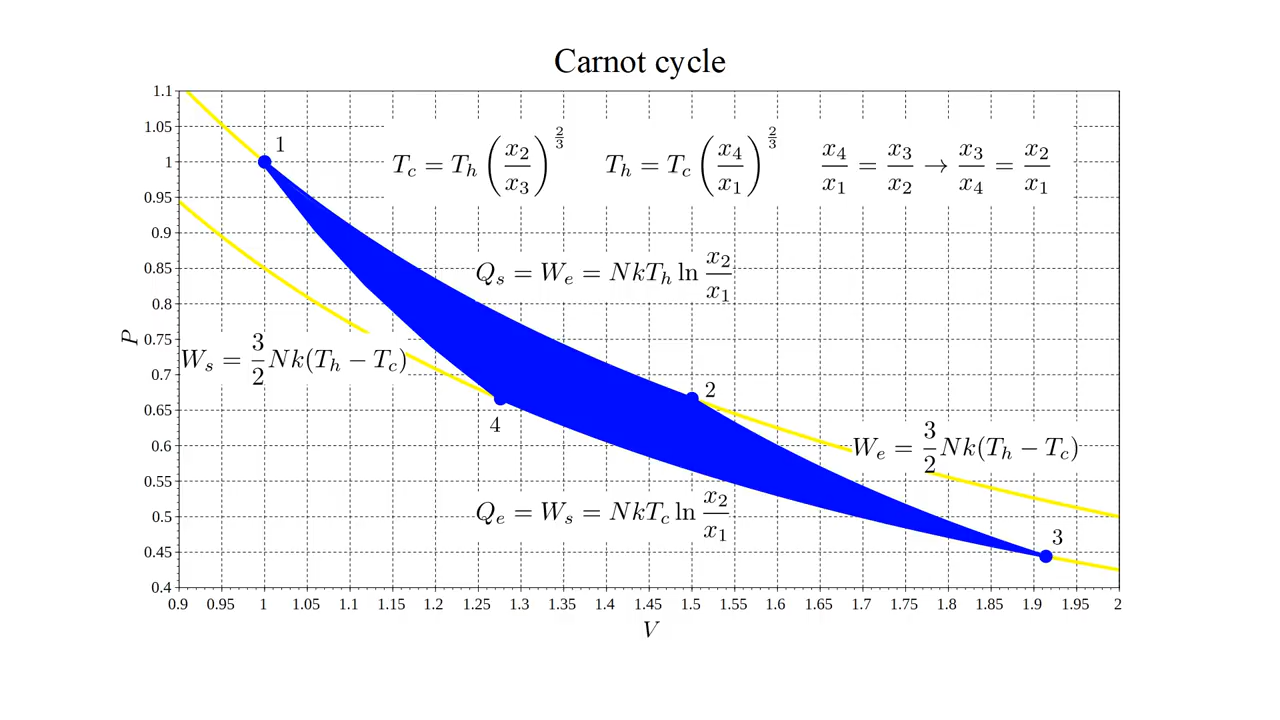 Carnot cycle
1.1
1.05
1
0.95
0.9
0.85
0.8
0.75
0.7
0.65
0.6
0.55
0.5
0.45
0.4
P
1
T_c = T_h (x_2/x_3)^{2/3}
T_h = T_c (x_4/x_1)^{2/3}
x_4/x_1 = x_3/x_2 → x_3/x_4 = x_2/x_1
Q_s = W_e = NkT_h ln x_2/x_1
W_s = 3/2 Nk(T_h − T_c)
2
4
W_e = 3/2 Nk(T_h − T_c)
Q_e = W_s = NkT_c ln x_2/x_1
3
0.9 0.95 1 1.05 1.1 1.15 1.2 1.25 1.3 1.35 1.4 1.45 1.5 1.55 1.6 1.65 1.7 1.75 1.8 1.85 1.9 1.95 2
V